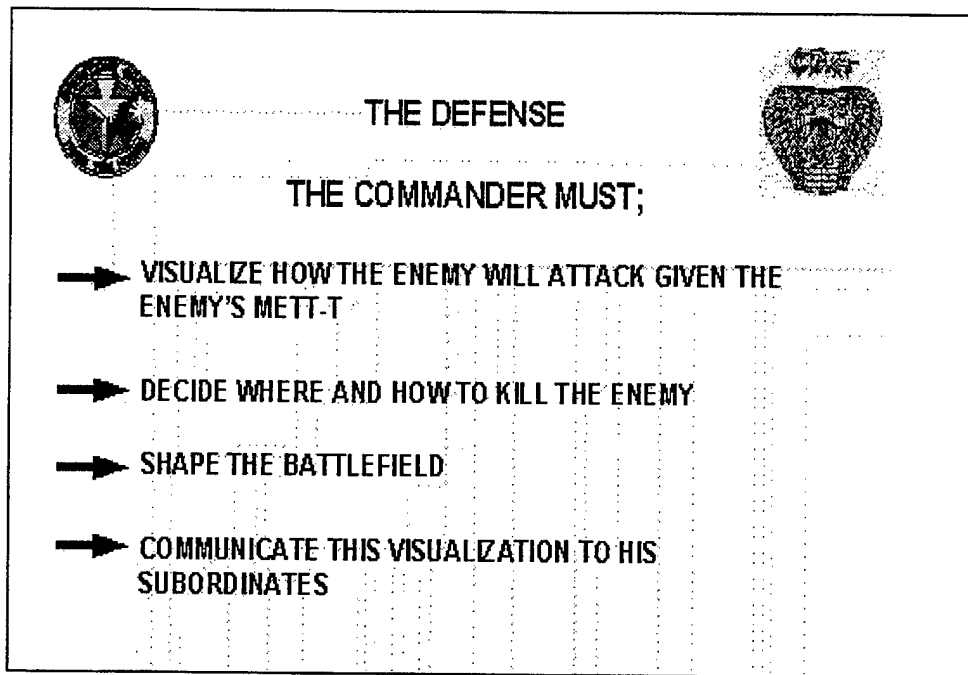 THE DEFENSE
THE COMMANDER MUST;
VISUALIZE HOW THE ENEMY WILL ATTACK GIVEN THE
ENEMY'S METT-T
DECIDE WHERE AND HOW TO KILL THE ENEMY
SHAPE THE BATTLEFIELD
COMMUNICATE THIS VISUALIZATION TO HIS
SUBORDINATES